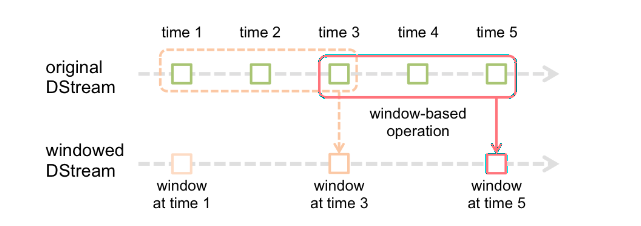 time 1 time 2 time 3 time 4 time 5
original
DStream
window-based
operation
windowed
DStream
window
at time 1
window
at time 3
window
at time 5